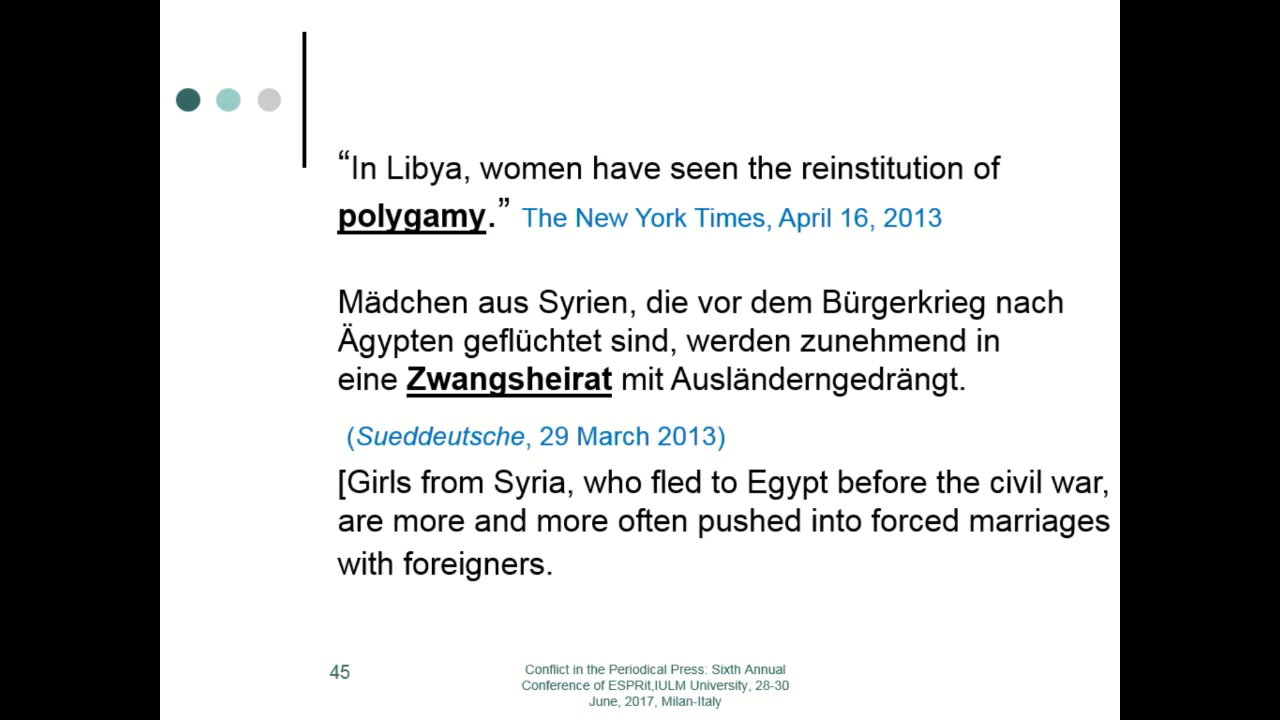 “In Libya, women have seen the reinstitution of
polygamy.” The New York Times, April 16, 2013
Mädchen aus Syrien, die vor dem Bürgerkrieg nach
Ägypten geflüchtet sind, werden zunehmend in
eine Zwangsheirat mit Ausländerngedrängt.
(Sueddeutsche, 29 March 2013)
[Girls from Syria, who fled to Egypt before the civil war,
are more and more often pushed into forced marriages
with foreigners.
45
Conflict in the Periodical Press: Sixth Annual
Conference of ESPRit,IULM University, 28-30
June, 2017, Milan-Italy